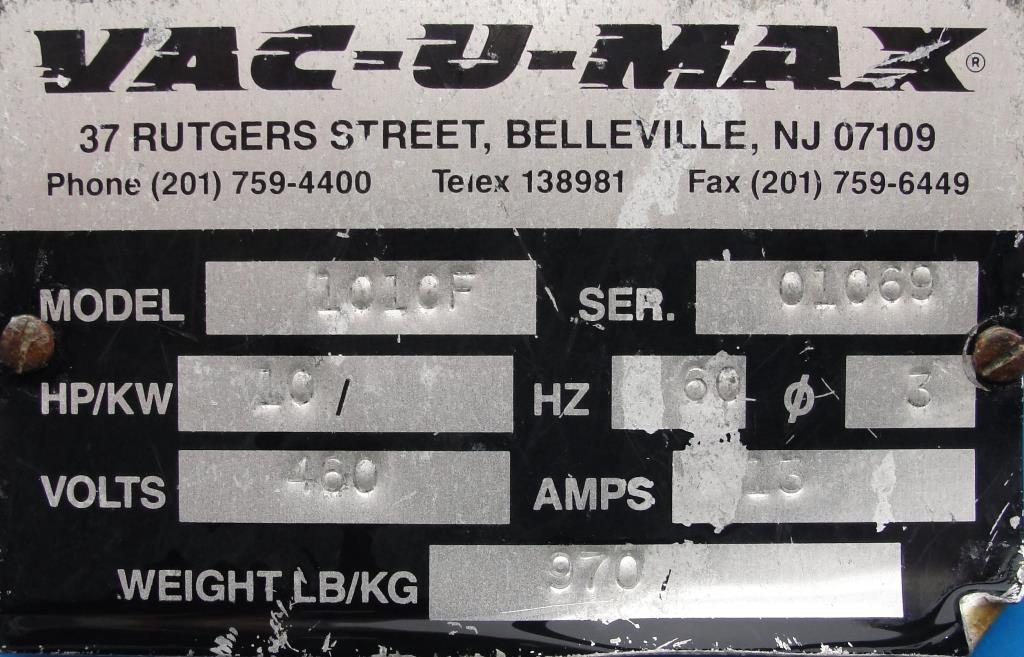 VAC-U-MAX®
37 RUTGERS STREET, BELLEVILLE, NJ 07109
Phone (201) 759-4400 Telex 138981 Fax (201) 759-6449
MODEL 1010F SER. 01069
HP/KW 10 / HZ 60 ø 3
VOLTS 460 AMPS 13
WEIGHT LB/KG 970 /